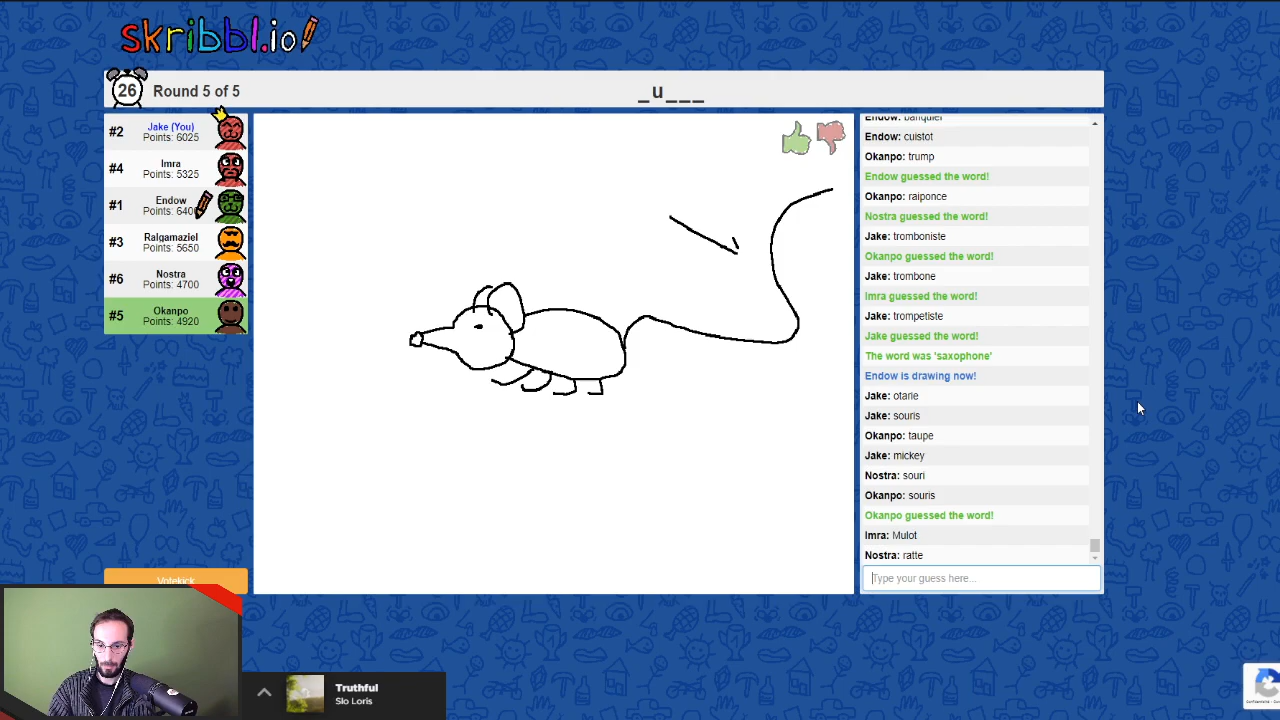 skribbl.io
26
Round 5 of 5
_u___
#2
Jake (You)
Points: 6025
#4
Imra
Points: 5325
#1
Endow
Points: 640
#3
Ralgamaziel
Points: 5650
#6
Nostra
Points: 4700
#5
Okanpo
Points: 4920
Votekick
Endow: banquier
Endow: cuistot
Okanpo: trump
Endow guessed the word!
Okanpo: raiponce
Nostra guessed the word!
Jake: tromboniste
Okanpo guessed the word!
Jake: trombone
Imra guessed the word!
Jake: trompetiste
Jake guessed the word!
The word was 'saxophone'
Endow is drawing now!
Jake: otarie
Jake: souris
Okanpo: taupe
Jake: mickey
Nostra: souri
Okanpo: souris
Okanpo guessed the word!
Imra: Mulot
Nostra: ratte
Type your guess here...
Truthful
Slo Loris